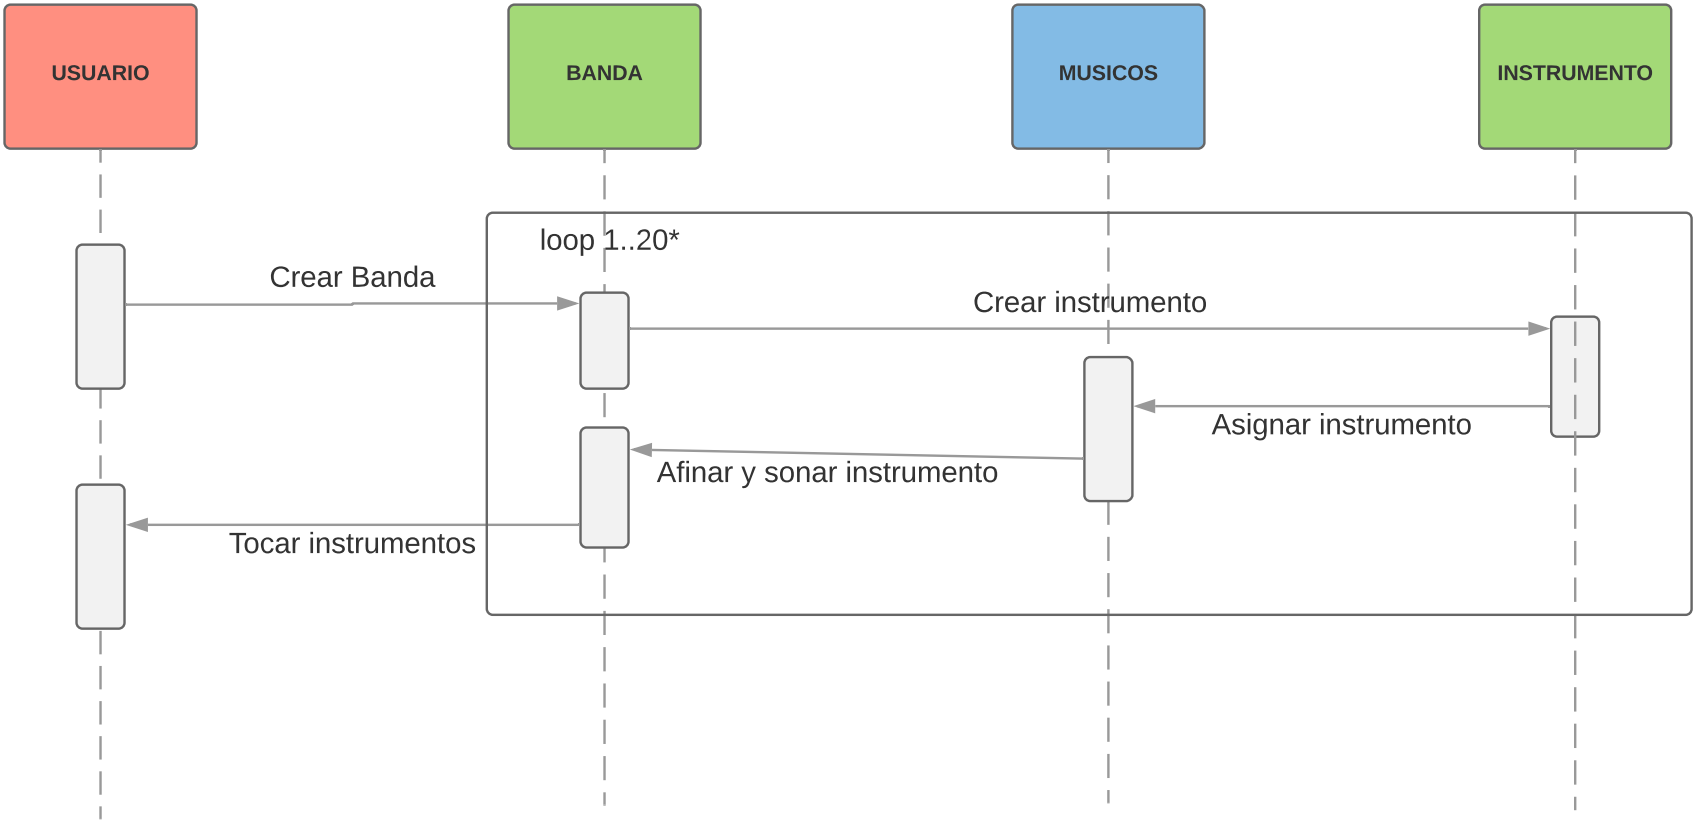 USUARIO
BANDA
MUSICOS
INSTRUMENTO
loop 1..20*
Crear Banda
Crear instrumento
Asignar instrumento
Afinar y sonar instrumento
Tocar instrumentos